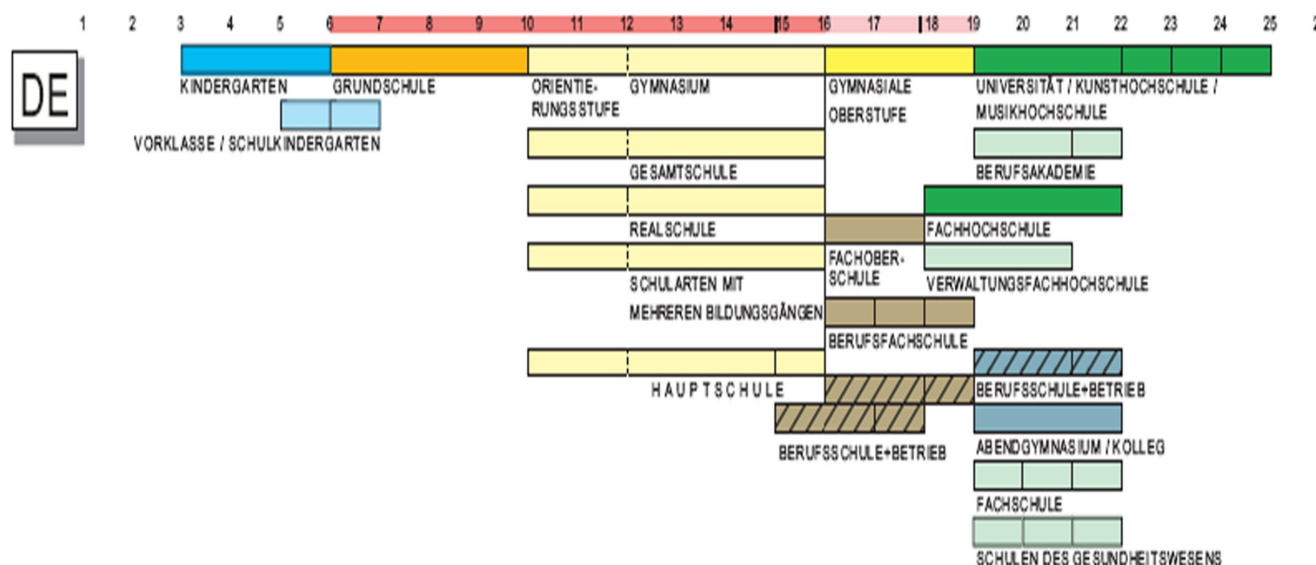 1 2 3 4 5 6 7 8 9 10 11 12 13 14 15 16 17 18 19 20 21 22 23 24 25
DE
KINDERGARTEN
GRUNDSCHULE
ORIENTIE-
RUNGSSTUFE
GYMNASIUM
GYMNASIALE
OBERSTUFE
UNIVERSITÄT / KUNSTHOCHSCHULE /
MUSIKHOCHSCHULE
VORKLASSE / SCHULKINDERGARTEN
GESAMTSCHULE
BERUFSAKADEMIE
REALSCHULE
FACHHOCHSCHULE
FACHOBER-
SCHULE
SCHULARTEN MIT
MEHREREN BILDUNGSGÄNGEN
VERWALTUNGSFACHHOCHSCHULE
BERUFSFACHSCHULE
HAUPTSCHULE
BERUFSSCHULE+BETRIEB
BERUFSSCHULE+BETRIEB
ABENDGYMNASIUM / KOLLEG
FACHSCHULE
SCHULEN DES GESUNDHEITSWESENS